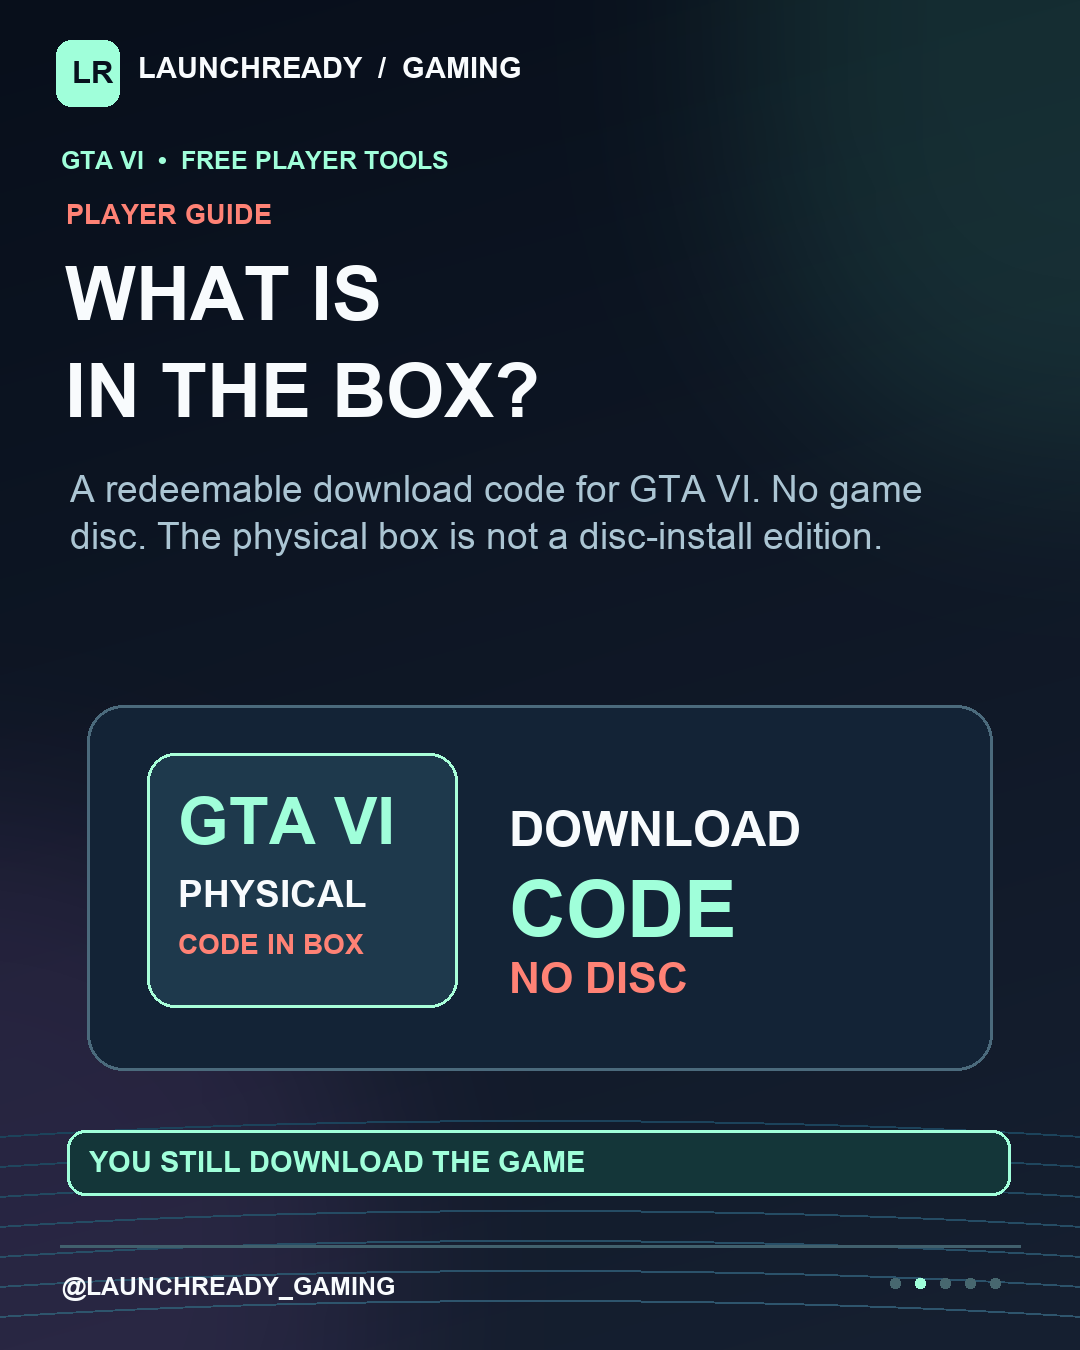 LR LAUNCHREADY / GAMING
GTA VI • FREE PLAYER TOOLS
PLAYER GUIDE
WHAT IS
IN THE BOX?
A redeemable download code for GTA VI. No game
disc. The physical box is not a disc-install edition.
GTA VI
PHYSICAL
CODE IN BOX
DOWNLOAD
CODE
NO DISC
YOU STILL DOWNLOAD THE GAME
@LAUNCHREADY_GAMING